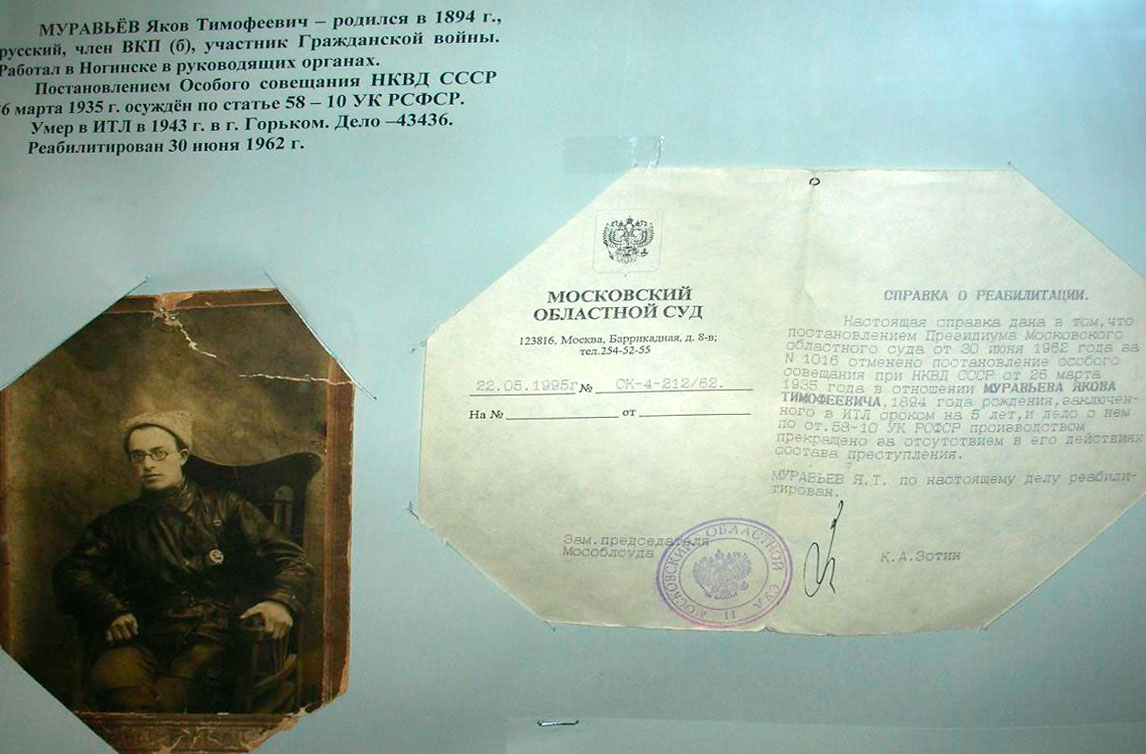 МУРАВЬЁВ Яков Тимофеевич – родился в 1894 г.,
русский, член ВКП (б), участник Гражданской войны.
Работал в Ногинске в руководящих органах.
Постановлением Особого совещания НКВД СССР
26 марта 1935 г. осуждён по статье 58 – 10 УК РСФСР.
Умер в ИТЛ в 1943 г. в г. Горьком. Дело –43436.
Реабилитирован 30 июня 1962 г.
МОСКОВСКИЙ
ОБЛАСТНОЙ СУД
123816, Москва, Баррикадная, д. 8-в;
тел.254-52-55
22.05.1995г № СК-4-212/62.
На № от
Зам.председателя
Мособлсуда
СПРАВКА О РЕАБИЛИТАЦИИ.
Настоящая справка дана в том,что
постановлением Президиума Московского
областного суда от 30 июня 1962 года за
N 1016 отменено постановление особого
совещания при НКВД СССР от 26 марта
1935 года в отношении МУРАВЬЕВА ЯКОВА
ТИМОФЕЕВИЧА,1894 года рождения,заключен-
ного в ИТЛ сроком на 5 лет,и дело о нем
по ст.58-10 УК РСФСР производством
прекращено за отсутствием в его действиях
состава преступления.
МУРАВЬЕВ Я.Т. по настоящему делу реабили-
тирован.
К.А.Зотин
МОСКОВСКИЙ ОБЛАСТНОЙ СУД